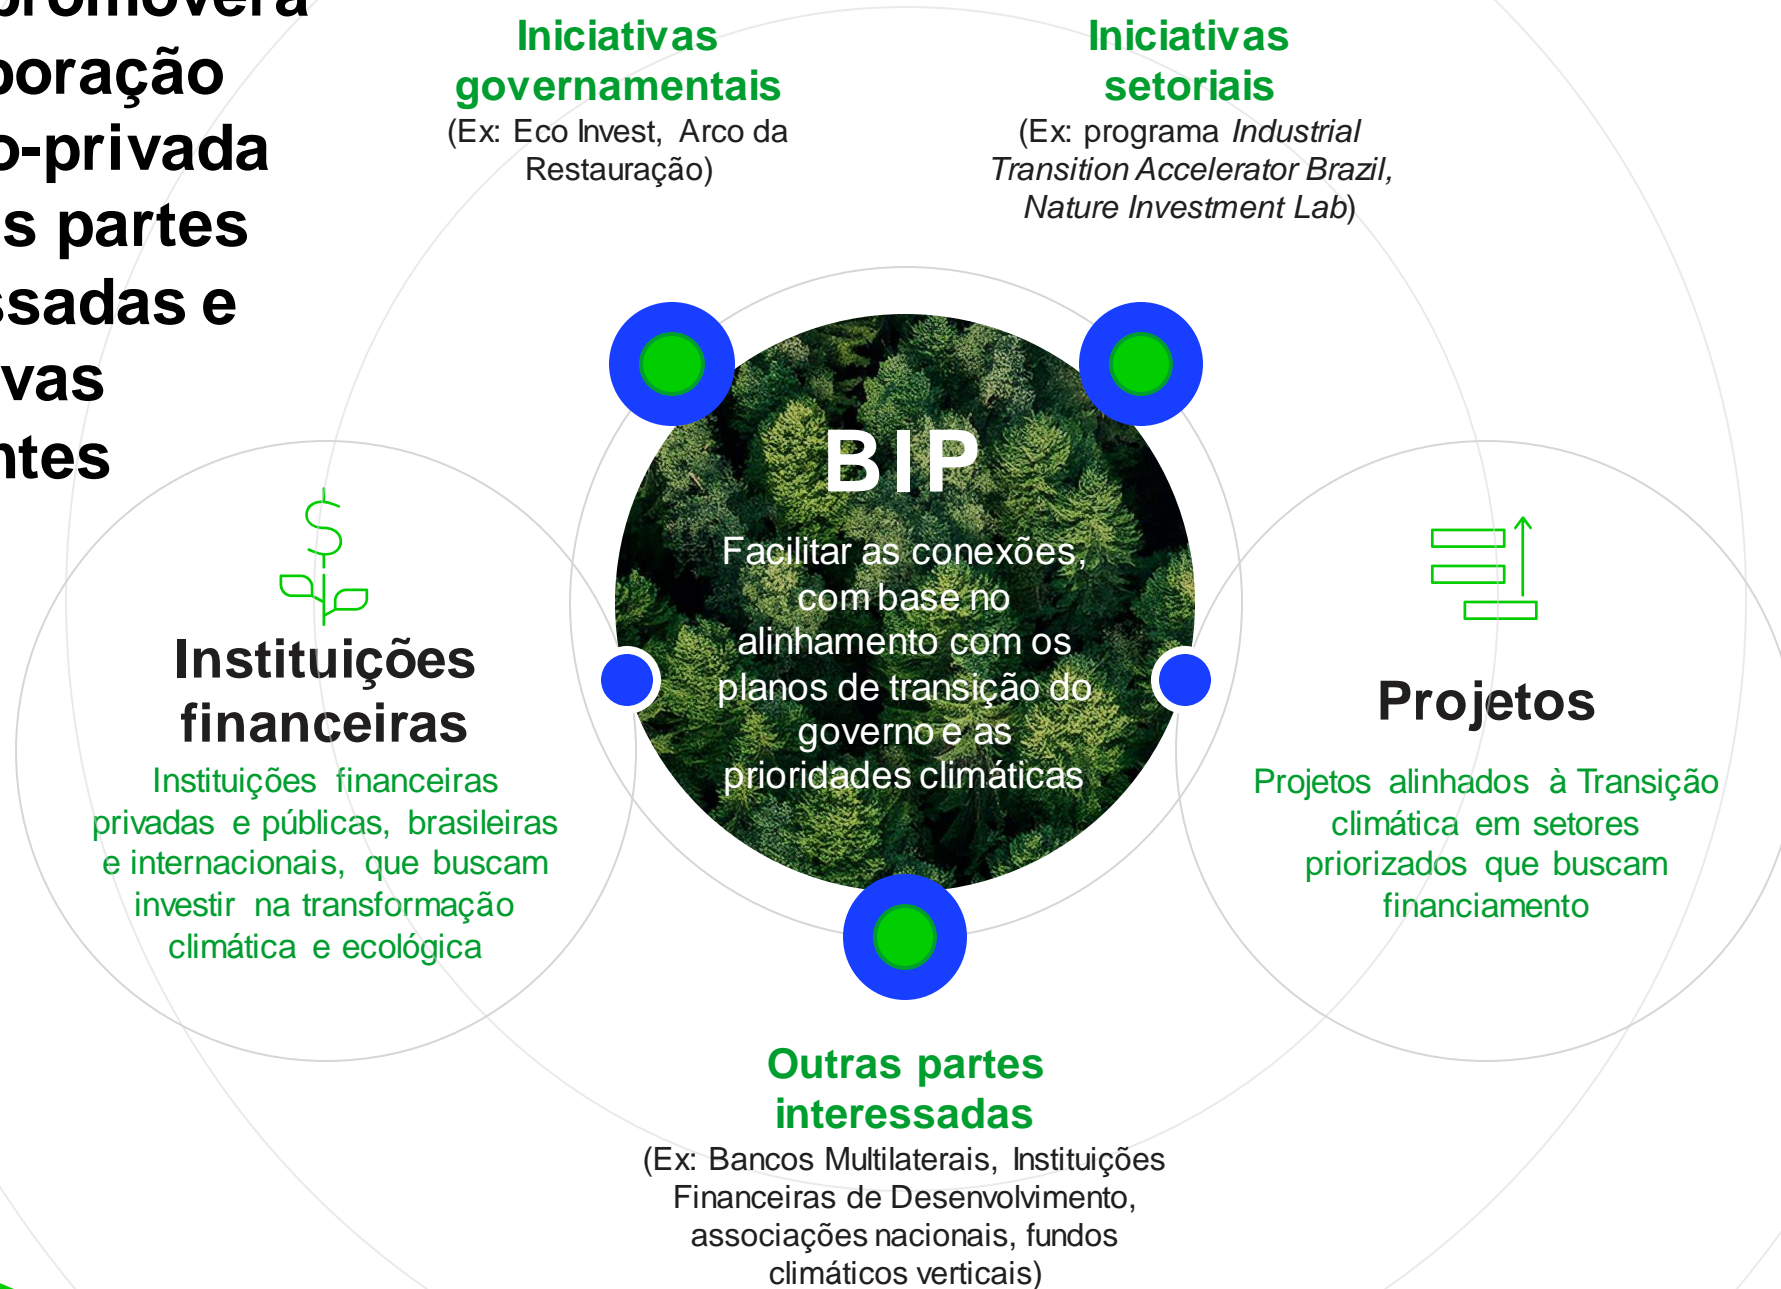 promoverá
boração
o-privada
s partes
ssadas e
vas
ntes
Iniciativas
governamentais
(Ex: Eco Invest, Arco da
Restauração)
Iniciativas
setoriais
(Ex: programa Industrial
Transition Accelerator Brazil,
Nature Investment Lab)
BIP
Facilitar as conexões,
com base no
alinhamento com os
planos de transição do
governo e as
prioridades climáticas
Instituições
financeiras
Instituições financeiras
privadas e públicas, brasileiras
e internacionais, que buscam
investir na transformação
climática e ecológica
Projetos
Projetos alinhados à Transição
climática em setores
priorizados que buscam
financiamento
Outras partes
interessadas
(Ex: Bancos Multilaterais, Instituições
Financeiras de Desenvolvimento,
associações nacionais, fundos
climáticos verticais)